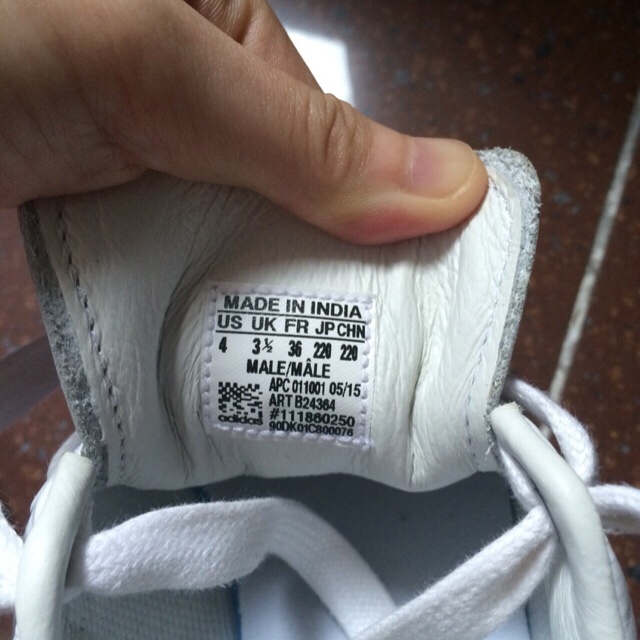 MADE IN INDIA
US UK FR JP CHN
4 3½ 36 220 220
MALE/MÂLE
APC 011001 05/15
ART B24364
#111860250
90DK01C800076
adidas